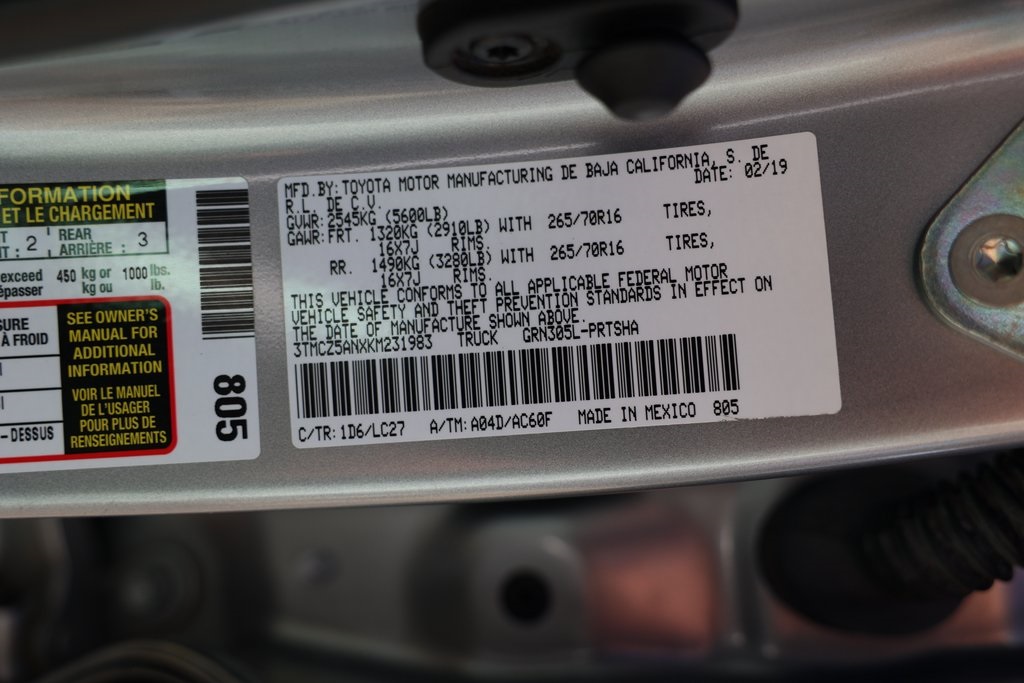 FORMATION
ET LE CHARGEMENT
2 REAR ARRIÈRE : 3
exceed 450 kg or 1000 lbs.
kg ou lb.
À FROID
SEE OWNER'S
MANUAL FOR
ADDITIONAL
INFORMATION
VOIR LE MANUEL
DE L'USAGER
POUR PLUS DE
RENSEIGNEMENTS
- DESSUS
805
MFD.BY:TOYOTA MOTOR MANUFACTURING DE BAJA CALIFORNIA, S. DE
R.L. DE C.V. DATE: 02/19
GVWR:2545KG (5600LB)
GAWR:FRT. 1320KG (2910LB) WITH 265/70R16 TIRES,
16X7J RIMS.
RR. 1490KG (3280LB) WITH 265/70R16 TIRES,
16X7J RIMS.
THIS VEHICLE CONFORMS TO ALL APPLICABLE FEDERAL MOTOR
VEHICLE SAFETY AND THEFT PREVENTION STANDARDS IN EFFECT ON
THE DATE OF MANUFACTURE SHOWN ABOVE.
3TMCZ5ANXKM231983 TRUCK GRN305L-PRTSHA
C/TR: 1D6/LC27 A/TM: A04D/AC60F MADE IN MEXICO 805